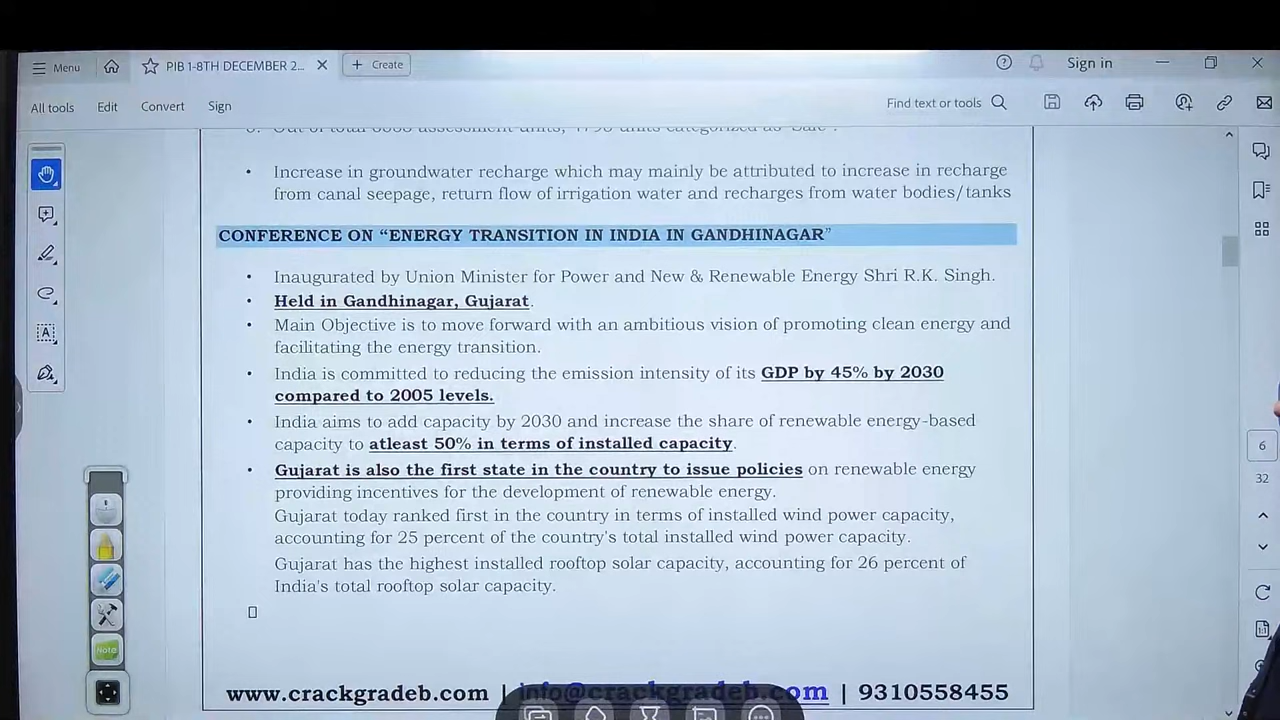 Menu
PIB 1-8TH DECEMBER 2...
Create
Sign in
All tools
Edit
Convert
Sign
Find text or tools
Increase in groundwater recharge which may mainly be attributed to increase in recharge
from canal seepage, return flow of irrigation water and recharges from water bodies/tanks
CONFERENCE ON “ENERGY TRANSITION IN INDIA IN GANDHINAGAR”
• Inaugurated by Union Minister for Power and New & Renewable Energy Shri R.K. Singh.
• Held in Gandhinagar, Gujarat.
• Main Objective is to move forward with an ambitious vision of promoting clean energy and
facilitating the energy transition.
• India is committed to reducing the emission intensity of its GDP by 45% by 2030
compared to 2005 levels.
• India aims to add capacity by 2030 and increase the share of renewable energy-based
capacity to atleast 50% in terms of installed capacity.
• Gujarat is also the first state in the country to issue policies on renewable energy
providing incentives for the development of renewable energy.
Gujarat today ranked first in the country in terms of installed wind power capacity,
accounting for 25 percent of the country's total installed wind power capacity.
Gujarat has the highest installed rooftop solar capacity, accounting for 26 percent of
India's total rooftop solar capacity.
6
32
Note
www.crackgradeb.com | info@crackgradeb.com | 9310558455